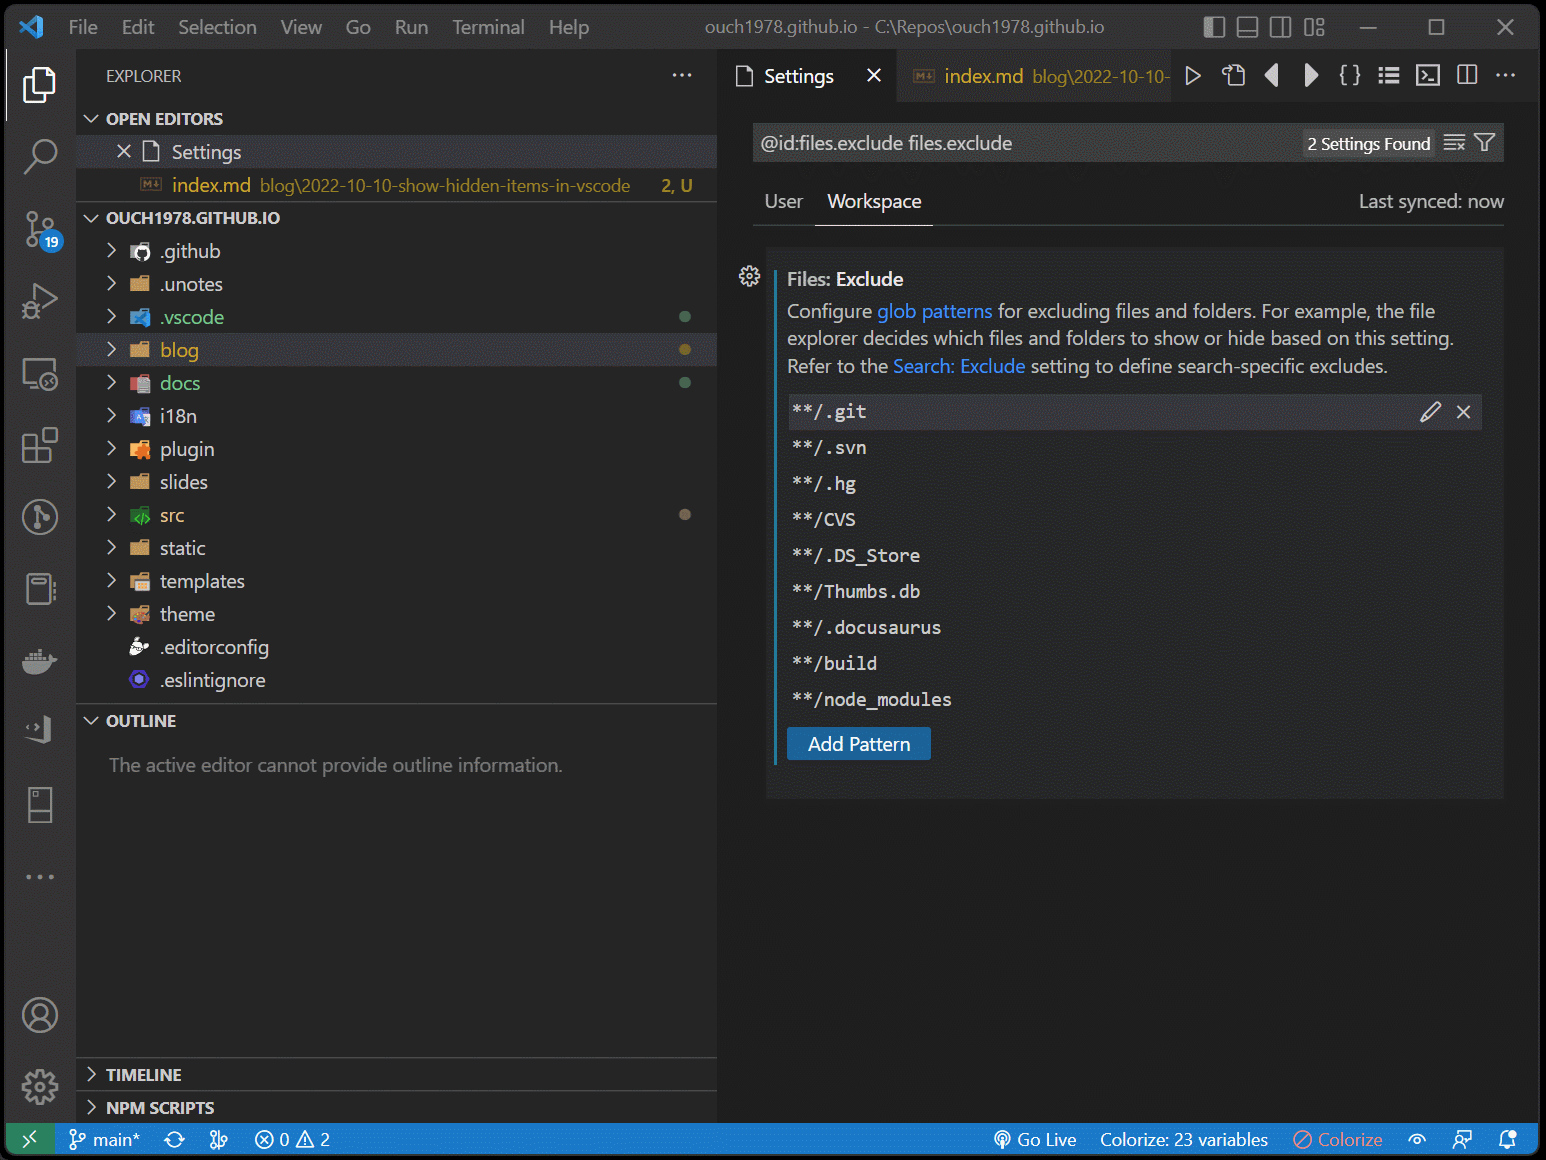 File Edit Selection View Go Run Terminal Help ouch1978.github.io - C:\Repos\ouch1978.github.io
EXPLORER
OPEN EDITORS
Settings
index.md blog\2022-10-10-show-hidden-items-in-vscode 2, U
OUCH1978.GITHUB.IO
.github
.unotes
.vscode
blog
docs
i18n
plugin
slides
src
static
templates
theme
.editorconfig
.eslintignore
OUTLINE
The active editor cannot provide outline information.
TIMELINE
NPM SCRIPTS
19
Settings index.md blog\2022-10-10-
@id:files.exclude files.exclude 2 Settings Found
User Workspace Last synced: now
Files: Exclude
Configure glob patterns for excluding files and folders. For example, the file
explorer decides which files and folders to show or hide based on this setting.
Refer to the Search: Exclude setting to define search-specific excludes.
**/.git
**/.svn
**/.hg
**/CVS
**/.DS_Store
**/Thumbs.db
**/.docusaurus
**/build
**/node_modules
Add Pattern
main* 0 2 Go Live Colorize: 23 variables Colorize